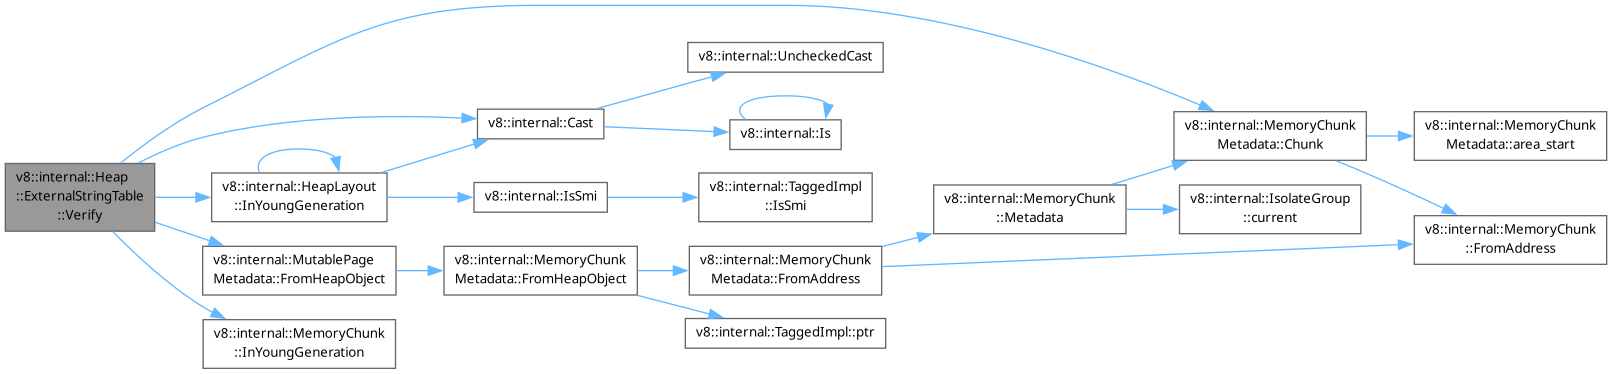 v8::internal::Heap
::ExternalStringTable
::Verify
v8::internal::HeapLayout
::InYoungGeneration
v8::internal::MutablePage
Metadata::FromHeapObject
v8::internal::MemoryChunk
::InYoungGeneration
v8::internal::Cast
v8::internal::IsSmi
v8::internal::MemoryChunk
Metadata::FromHeapObject
v8::internal::UncheckedCast
v8::internal::Is
v8::internal::TaggedImpl
::IsSmi
v8::internal::MemoryChunk
Metadata::FromAddress
v8::internal::TaggedImpl::ptr
v8::internal::MemoryChunk
::Metadata
v8::internal::MemoryChunk
Metadata::Chunk
v8::internal::IsolateGroup
::current
v8::internal::MemoryChunk
Metadata::area_start
v8::internal::MemoryChunk
::FromAddress